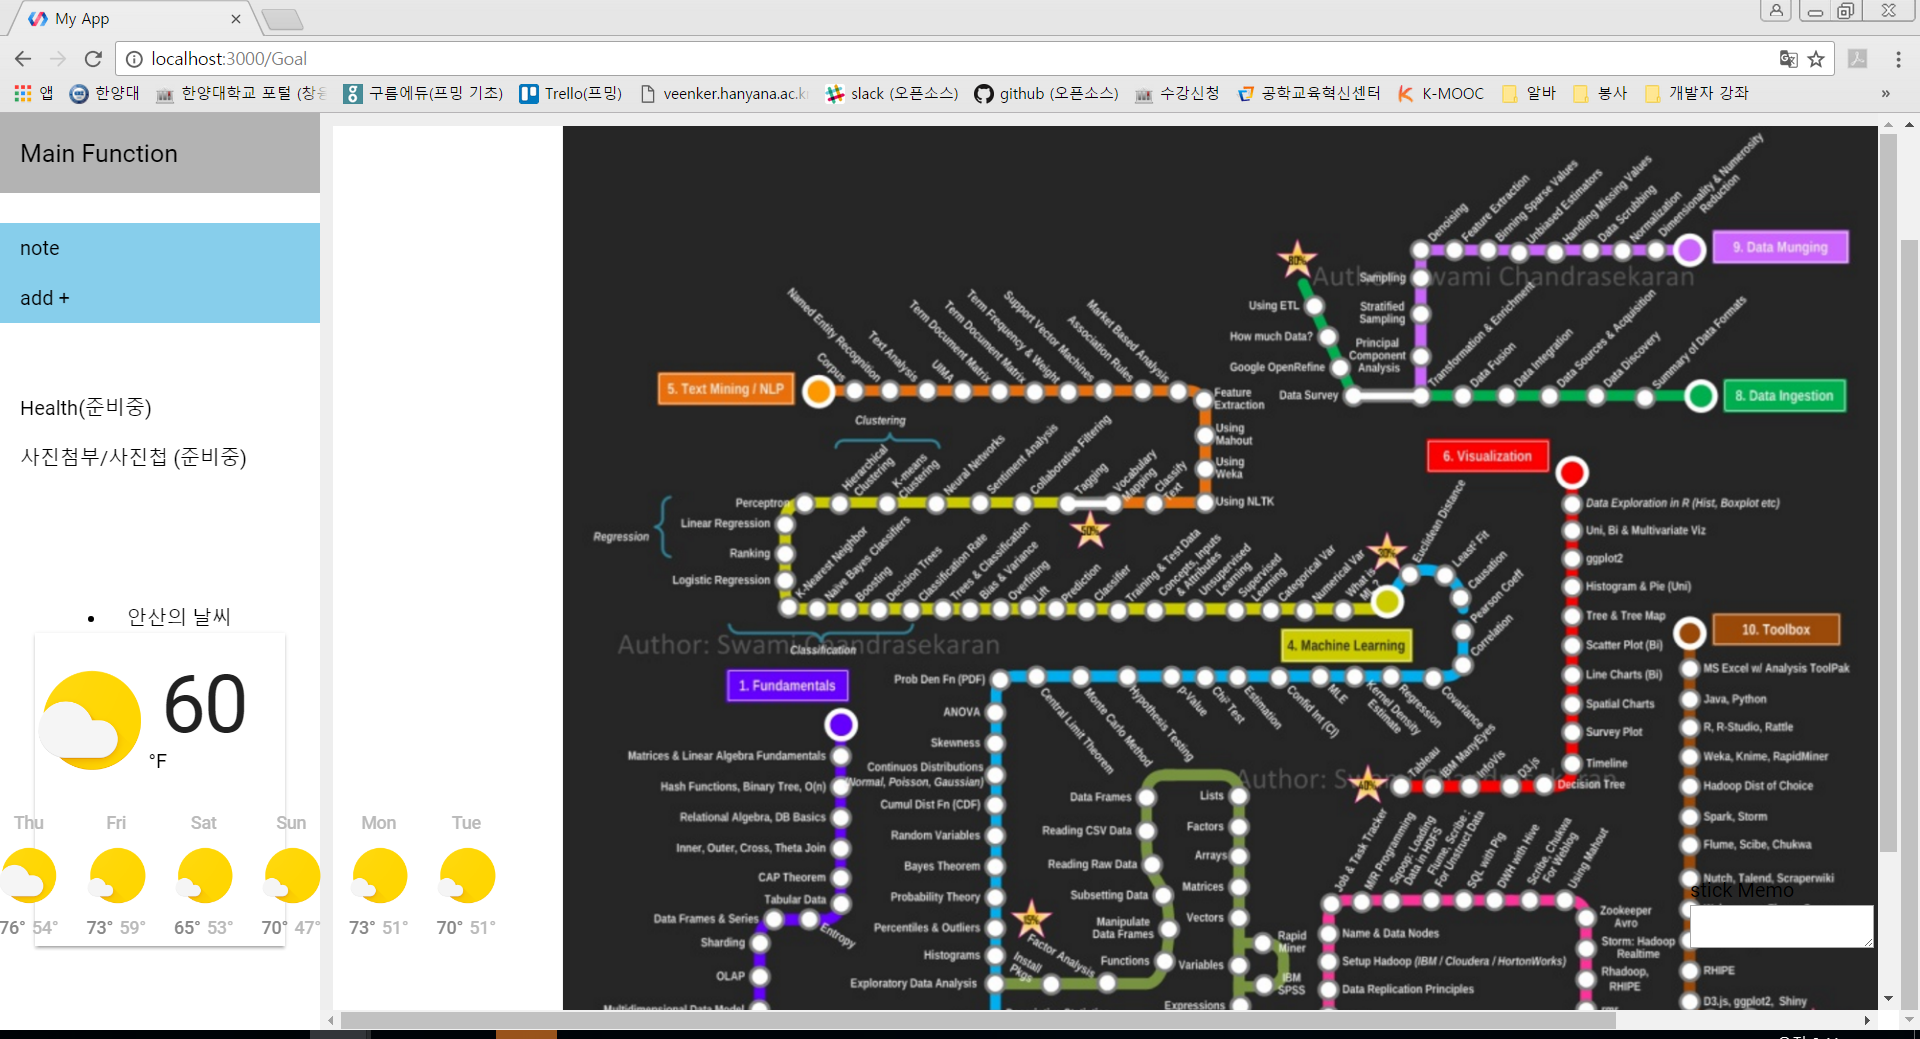 My App
localhost:3000/Goal
앱
한양대
한양대학교 포털 (창용
구름에듀(프밍 기초)
Trello(프밍)
veenker.hanyana.ac.k
slack (오픈소스)
github (오픈소스)
수강신청
공학교육혁신센터
K-MOOC
알바
봉사
개발자 강좌
»
Main Function
note
add +
Health(준비중)
사진첨부/사진첩 (준비중)
• 안산의 날씨
60
°F
Thu Fri Sat Sun Mon Tue
76° 54° 73° 59° 65° 53° 70° 47° 73° 51° 70° 51°
5. Text Mining / NLP
Corpus
Named Entity Recognition
Text Analysis
UIMA
Term Document Matrix
Term Document Matrix
Term Frequency & Weight
Support Vector Machines
Association Rules
Market Based Analysis
Feature
Extraction
Using
Mahout
Using
Weka
Using NLTK
Classify
Text
Vocabulary
Mapping
Tagging
50%
Collaborative Filtering
Sentiment Analysis
Neural Networks
Clustering
K-means
Clustering
Hierarchical
Clustering
Perceptron
Regression
Linear Regression
Ranking
Logistic Regression
K-Nearest Neighbor
Naive Bayes Classifiers
Boosting
Decision Trees
Classification Rate
Trees & Classification
Bias & Variance
Overfitting
Lift
Prediction
Classifier
Training & Test Data
Concepts, Inputs
& Attributes
Unsupervised
Learning
Supervised
Learning
Categorical Var
Numerical Var
What is
ML?
30%
Classification
Author: Swami Chandrasekaran
4. Machine Learning
Euclidean Distance
Least² Fit
Causation
Pearson Coeff
Correlation
Covariance
Regression
Kernel Density
Estimate
MLE
Confid Int (CI)
Estimation
Chi² Test
p-Value
Hypothesis Testing
Monte Carlo Method
Central Limit Theorem
Prob Den Fn (PDF)
ANOVA
Skewness
Continuos Distributions
(Normal, Poisson, Gaussian)
Cumul Dist Fn (CDF)
Random Variables
Bayes Theorem
Probability Theory
Percentiles & Outliers
Histograms
Exploratory Data Analysis
1. Fundamentals
Matrices & Linear Algebra Fundamentals
Hash Functions, Binary Tree, O(n)
Relational Algebra, DB Basics
Inner, Outer, Cross, Theta Join
CAP Theorem
Tabular Data
Entropy
Data Frames & Series
Sharding
OLAP
Multidimensional Data Model
15%
Install
Pkgs
Factor Analysis
Functions
Manipulate
Data Frames
Subsetting Data
Reading Raw Data
Reading CSV Data
Data Frames
Lists
Factors
Arrays
Matrices
Vectors
Variables
Expressions
Rapid
Miner
IBM
SPSS
80%
Using ETL
How much Data?
Google OpenRefine
Data Survey
Author: Swami Chandrasekaran
Sampling
Stratified
Sampling
Principal
Component
Analysis
Denoising
Feature Extraction
Binning Sparse Values
Unbiased Estimators
Handling Missing Values
Data Scrubbing
Normalization
Dimensionality & Numerosity
Reduction
9. Data Munging
Transformation & Enrichment
Data Fusion
Data Integration
Data Sources & Acquisition
Data Discovery
Summary of Data Formats
8. Data Ingestion
6. Visualization
Data Exploration in R (Hist, Boxplot etc)
Uni, Bi & Multivariate Viz
ggplot2
Histogram & Pie (Uni)
Tree & Tree Map
Scatter Plot (Bi)
Line Charts (Bi)
Spatial Charts
Survey Plot
Timeline
Decision Tree
D3.js
InfoVis
IBM ManyEyes
Tableau
40%
Author: Swami Chandrasekaran
10. Toolbox
MS Excel w/ Analysis ToolPak
Java, Python
R, R-Studio, Rattle
Weka, Knime, RapidMiner
Hadoop Dist of Choice
Spark, Storm
Flume, Scibe, Chukwa
Nutch, Talend, Scraperwiki
stick Memo
RHIPE
D3.js, ggplot2, Shiny
Job & Task Tracker
M/R Programming
Sqoop: Loading
Data in HDFS
Flume, Scribe :
For Unstruct Data
SQL with Pig
DWH with Hive
Scribe, Chukwa
For Weblog
Using Mahout
Zookeeper
Avro
Storm: Hadoop
Realtime
Rhadoop,
RHIPE
Name & Data Nodes
Setup Hadoop (IBM / Cloudera / HortonWorks)
Data Replication Principles